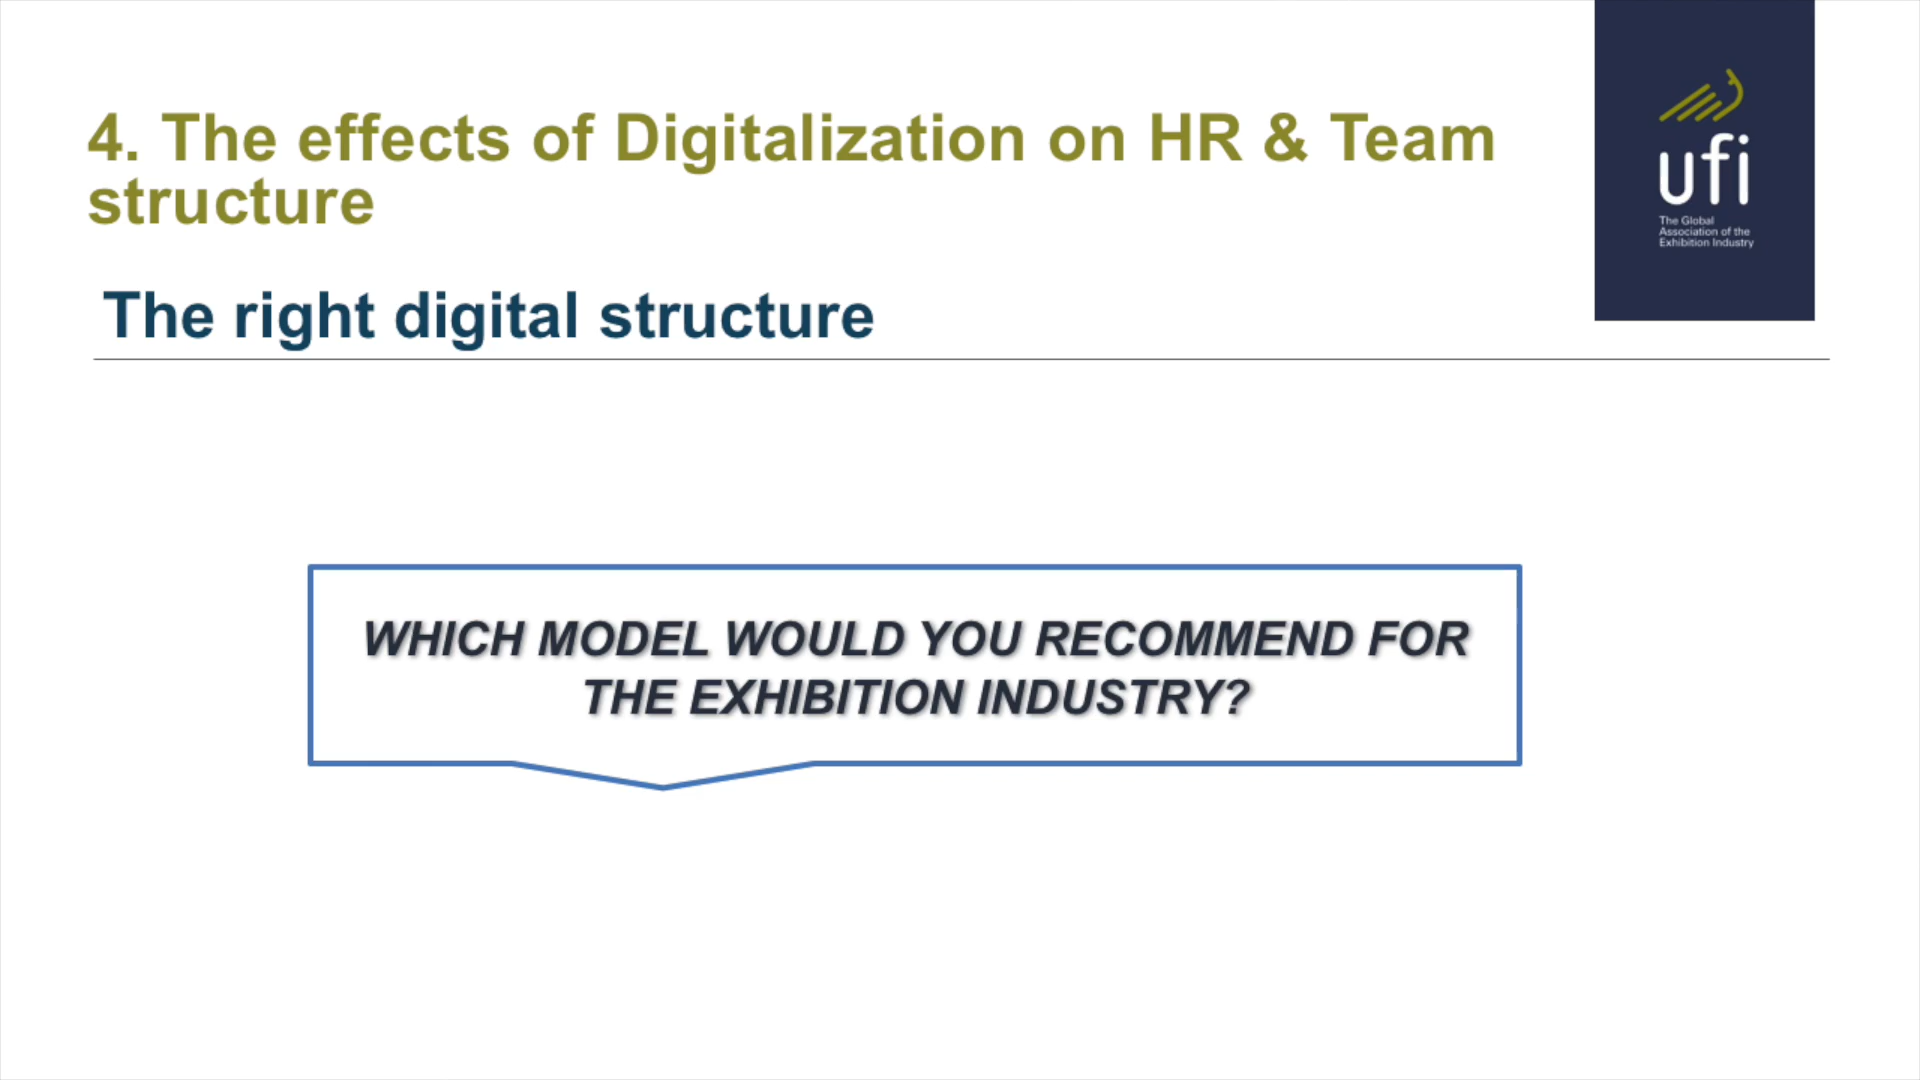 4. The effects of Digitalization on HR & Team
structure
ufi
The Global
Association of the
Exhibition Industry
The right digital structure
WHICH MODEL WOULD YOU RECOMMEND FOR
THE EXHIBITION INDUSTRY?